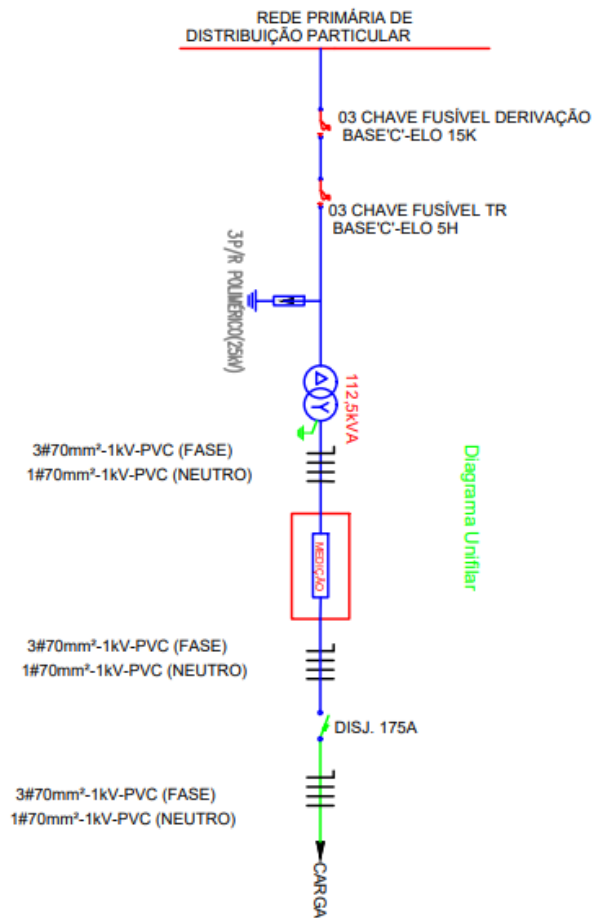 REDE PRIMÁRIA DE
DISTRIBUIÇÃO PARTICULAR
03 CHAVE FUSÍVEL DERIVAÇÃO
BASE'C'-ELO 15K
03 CHAVE FUSÍVEL TR
BASE'C'-ELO 5H
3P/R POLIMÉRICO(25kV)
112,5kVA
3#70mm²-1kV-PVC (FASE)
1#70mm²-1kV-PVC (NEUTRO)
Diagrama Unifilar
MEDIÇÃO
3#70mm²-1kV-PVC (FASE)
1#70mm²-1kV-PVC (NEUTRO)
DISJ. 175A
3#70mm²-1kV-PVC (FASE)
1#70mm²-1kV-PVC (NEUTRO)
CARGA